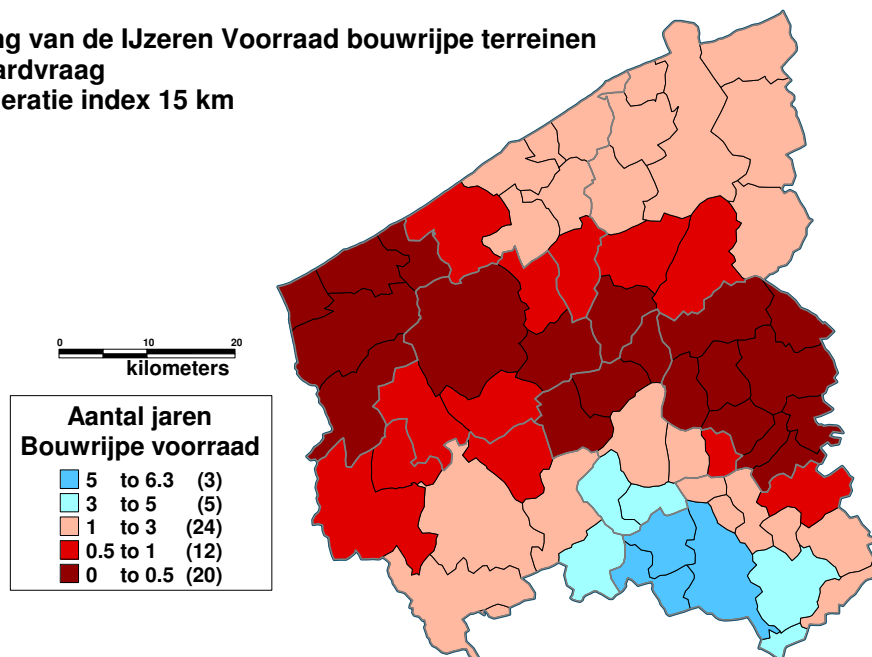 ng van de IJzeren Voorraad bouwrijpe terreinen
ardvraag
eratie index 15 km
0 10 20
kilometers
Aantal jaren
Bouwrijpe voorraad
5 to 6.3 (3)
3 to 5 (5)
1 to 3 (24)
0.5 to 1 (12)
0 to 0.5 (20)